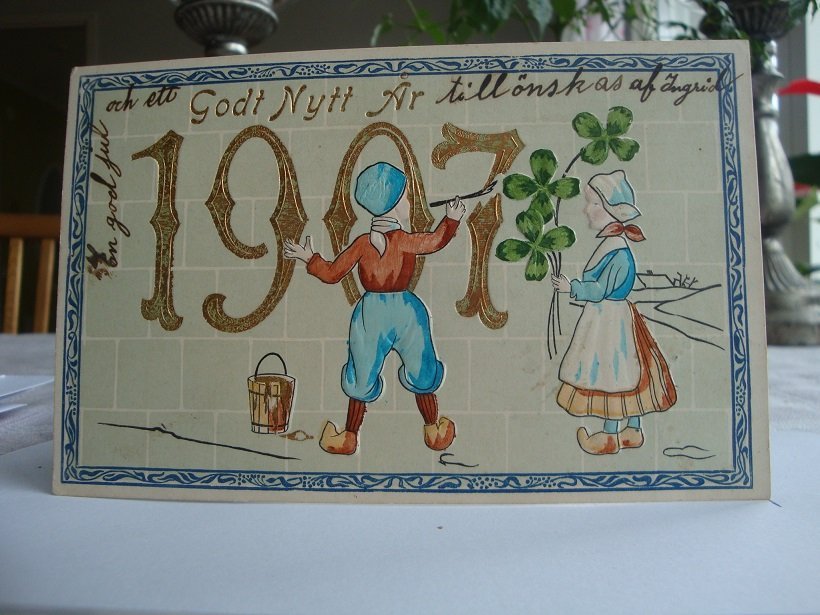 En god jul
och ett Godt Nytt År tillönskas af Ingrid
1907